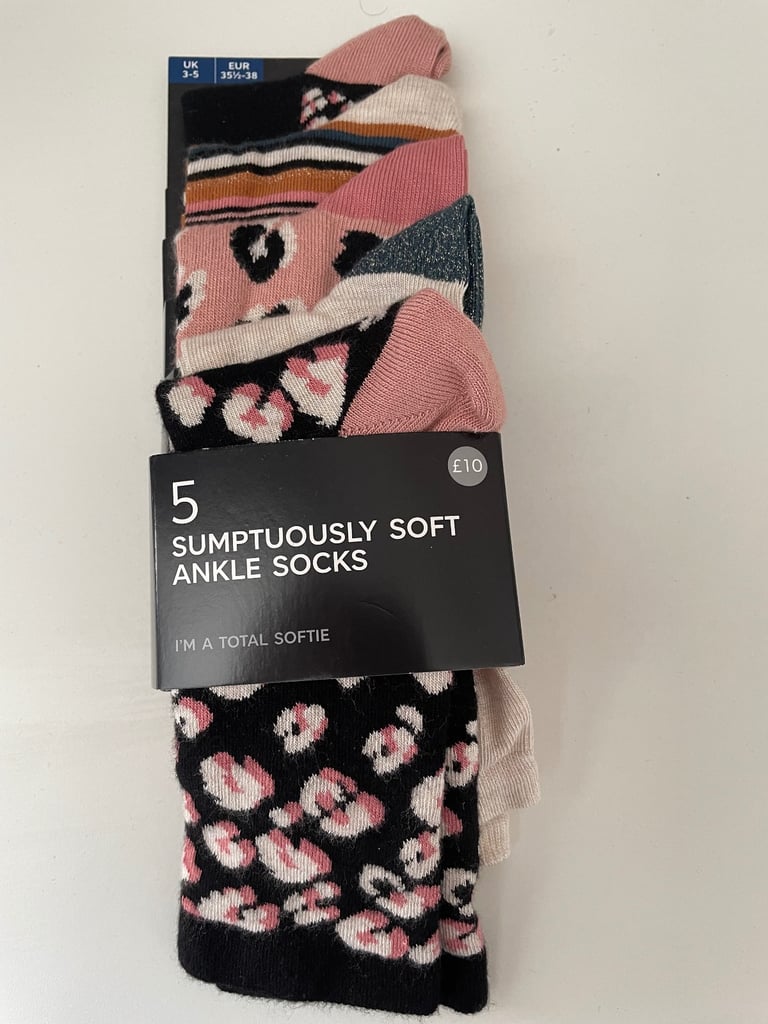 UK EUR
3-5 35½-38
£10
5
SUMPTUOUSLY SOFT
ANKLE SOCKS
I'M A TOTAL SOFTIE